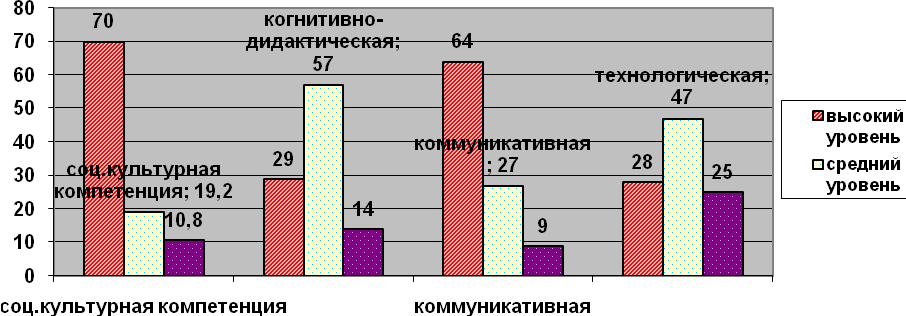 80
70
60
50
40
30
20
10
0
70
соц.культурная
компетенция; 19,2
10,8
когнитивно-
дидактическая;
57
29
14
64
коммуникативная
; 27
9
технологическая;
47
28
25
соц.культурная компетенция
коммуникативная
высокий
уровень
средний
уровень